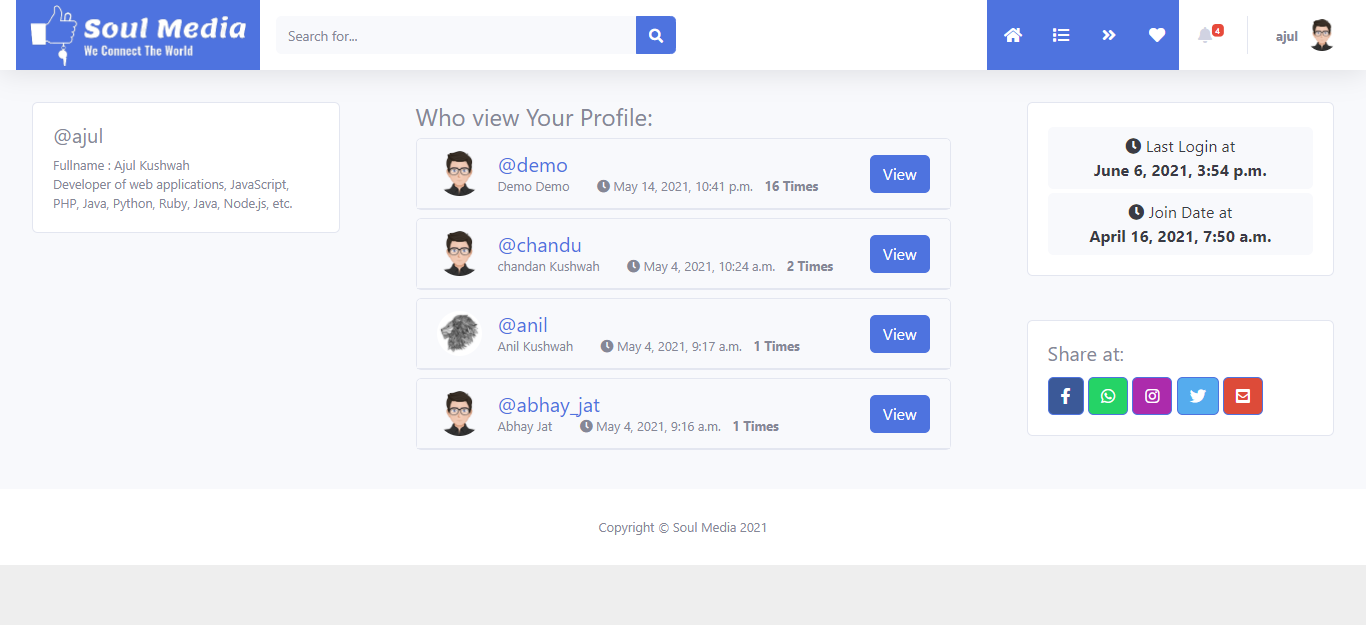 Soul Media
We Connect The World
Search for...
4
ajul
@ajul
Fullname : Ajul Kushwah
Developer of web applications, JavaScript,
PHP, Java, Python, Ruby, Java, Node.js, etc.
Who view Your Profile:
@demo
Demo Demo May 14, 2021, 10:41 p.m. 16 Times
View
@chandu
chandan Kushwah May 4, 2021, 10:24 a.m. 2 Times
View
@anil
Anil Kushwah May 4, 2021, 9:17 a.m. 1 Times
View
@abhay_jat
Abhay Jat May 4, 2021, 9:16 a.m. 1 Times
View
Last Login at
June 6, 2021, 3:54 p.m.
Join Date at
April 16, 2021, 7:50 a.m.
Share at:
Copyright © Soul Media 2021